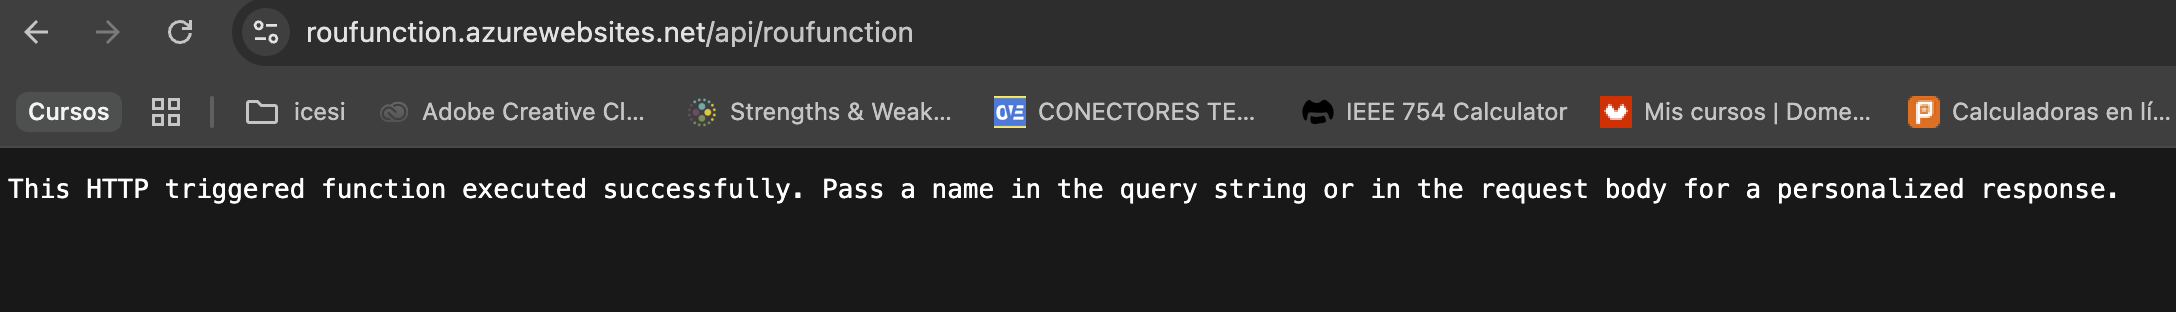 roufunction.azurewebsites.net/api/roufunction
Cursos icesi Adobe Creative Cl... Strengths & Weak... CONECTORES TE... IEEE 754 Calculator Mis cursos | Dome... Calculadoras en lí...
This HTTP triggered function executed successfully. Pass a name in the query string or in the request body for a personalized response.